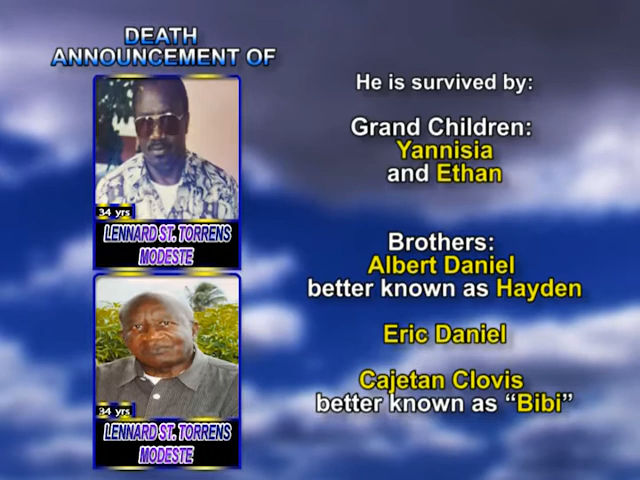 DEATH
ANNOUNCEMENT OF
34 yrs
LENNARD ST. TORRENS
MODESTE
34 yrs
LENNARD ST. TORRENS
MODESTE
He is survived by:
Grand Children:
Yannisia
and Ethan
Brothers:
Albert Daniel
better known as Hayden
Eric Daniel
Cajetan Clovis
better known as “Bibi”